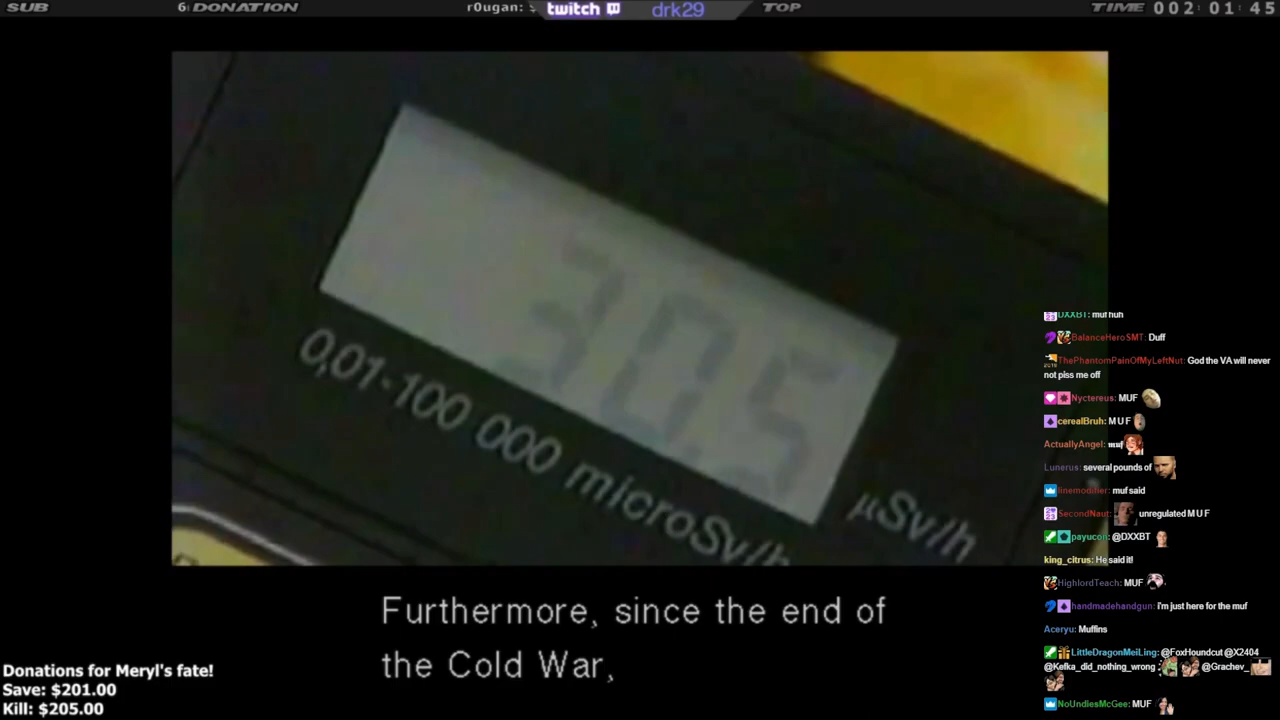 SUB
6 DONATION
r0ugan:
twitch
drk29
TOP
TIME 002:01:45
305
0,01-100 000 microSv/h
µSv/h
DXXBT: muf huh
BalanceHeroSMT: Duff
ThePhantomPainOfMyLeftNut: God the VA will never
not piss me off
Nyctereus: MUF
cerealBruh: M U F
ActuallyAngel: muf
Lunerus: several pounds of
linemodifier: muf said
SecondNaut: unregulated M U F
payucon: @DXXBT
king_citrus: He said it!
HighlordTeach: MUF
handmadehandgun: i'm just here for the muf
Aceryu: Muffins
LittleDragonMeiLing: @FoxHoundcut @X2404
@Kefka_did_nothing_wrong @Grachev_
NoUndiesMcGee: MUF
Furthermore, since the end of
the Cold War,
Donations for Meryl's fate!
Save: $201.00
Kill: $205.00